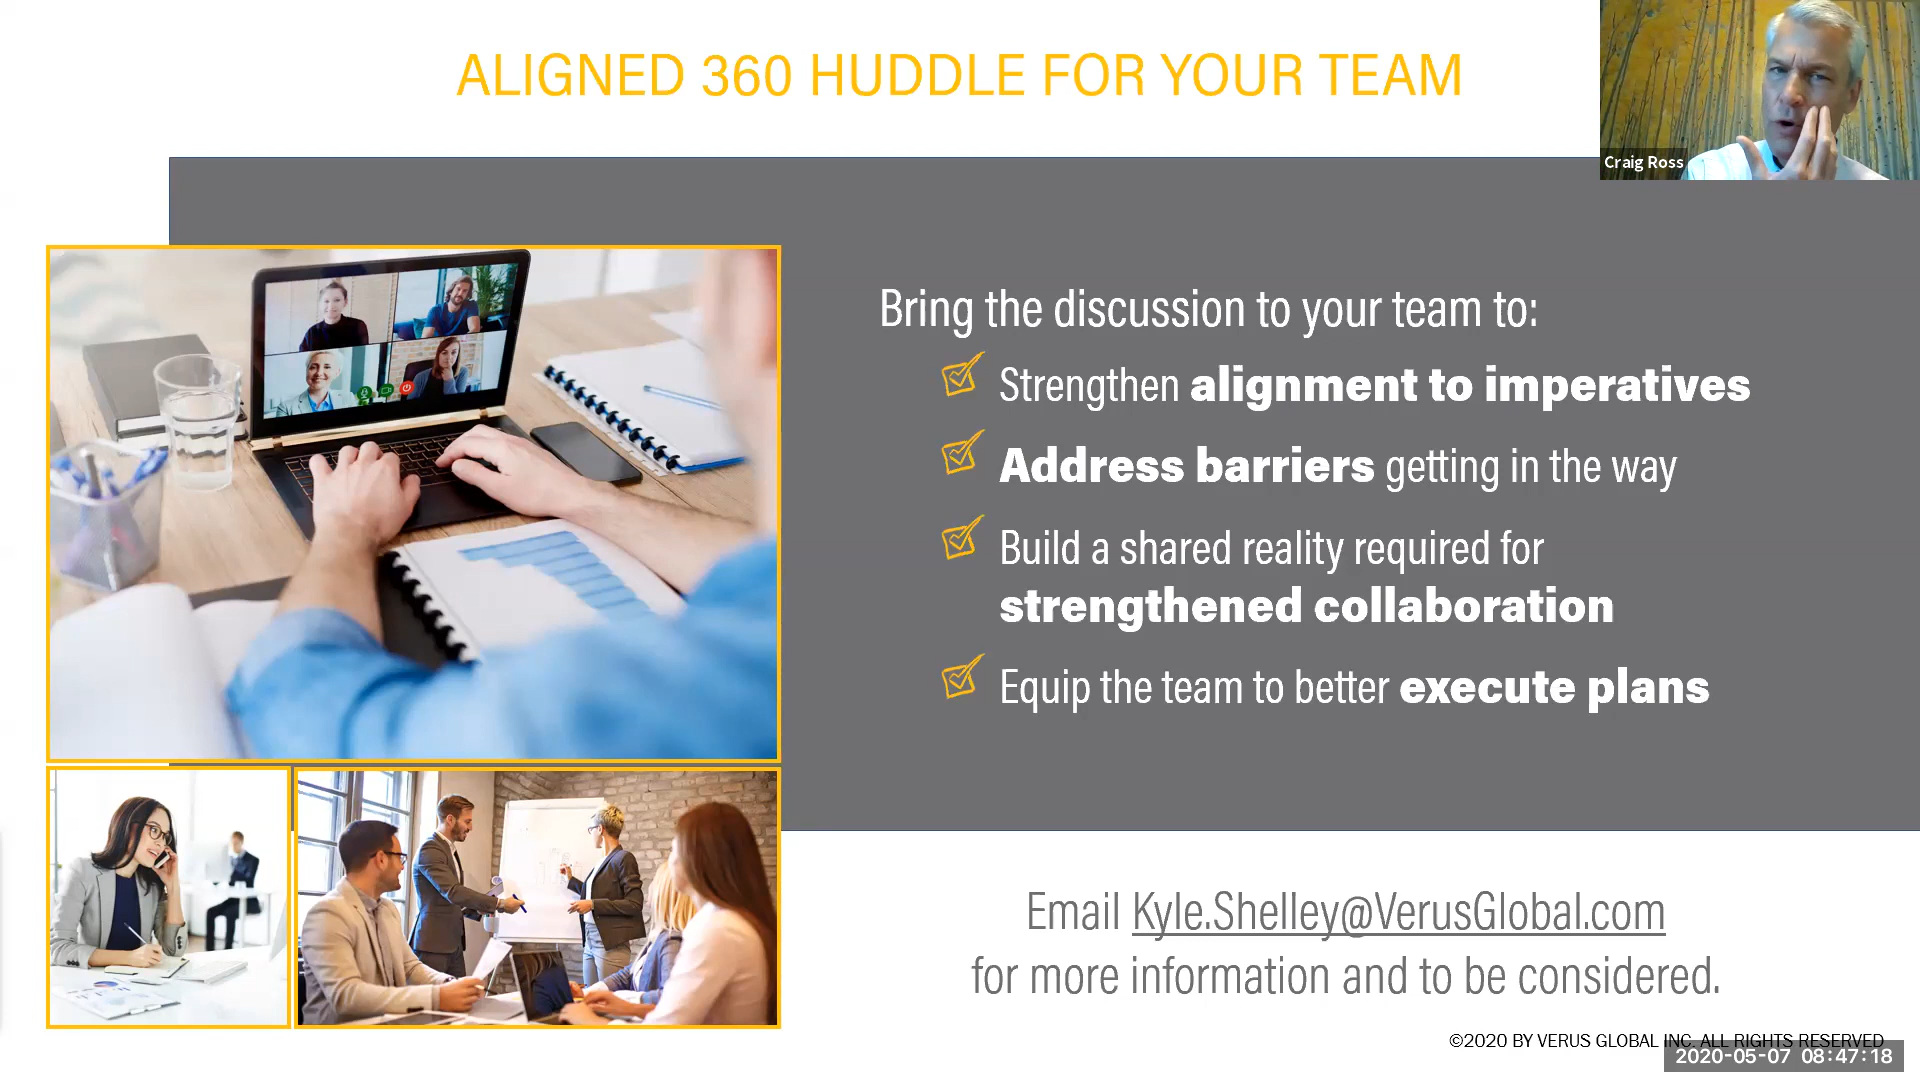 ALIGNED 360 HUDDLE FOR YOUR TEAM
Craig Ross
Bring the discussion to your team to:
Strengthen alignment to imperatives
Address barriers getting in the way
Build a shared reality required for
strengthened collaboration
Equip the team to better execute plans
Email Kyle.Shelley@VerusGlobal.com
for more information and to be considered.
©2020 BY VERUS GLOBAL INC. ALL RIGHTS RESERVED
2020-05-07 08:47:18